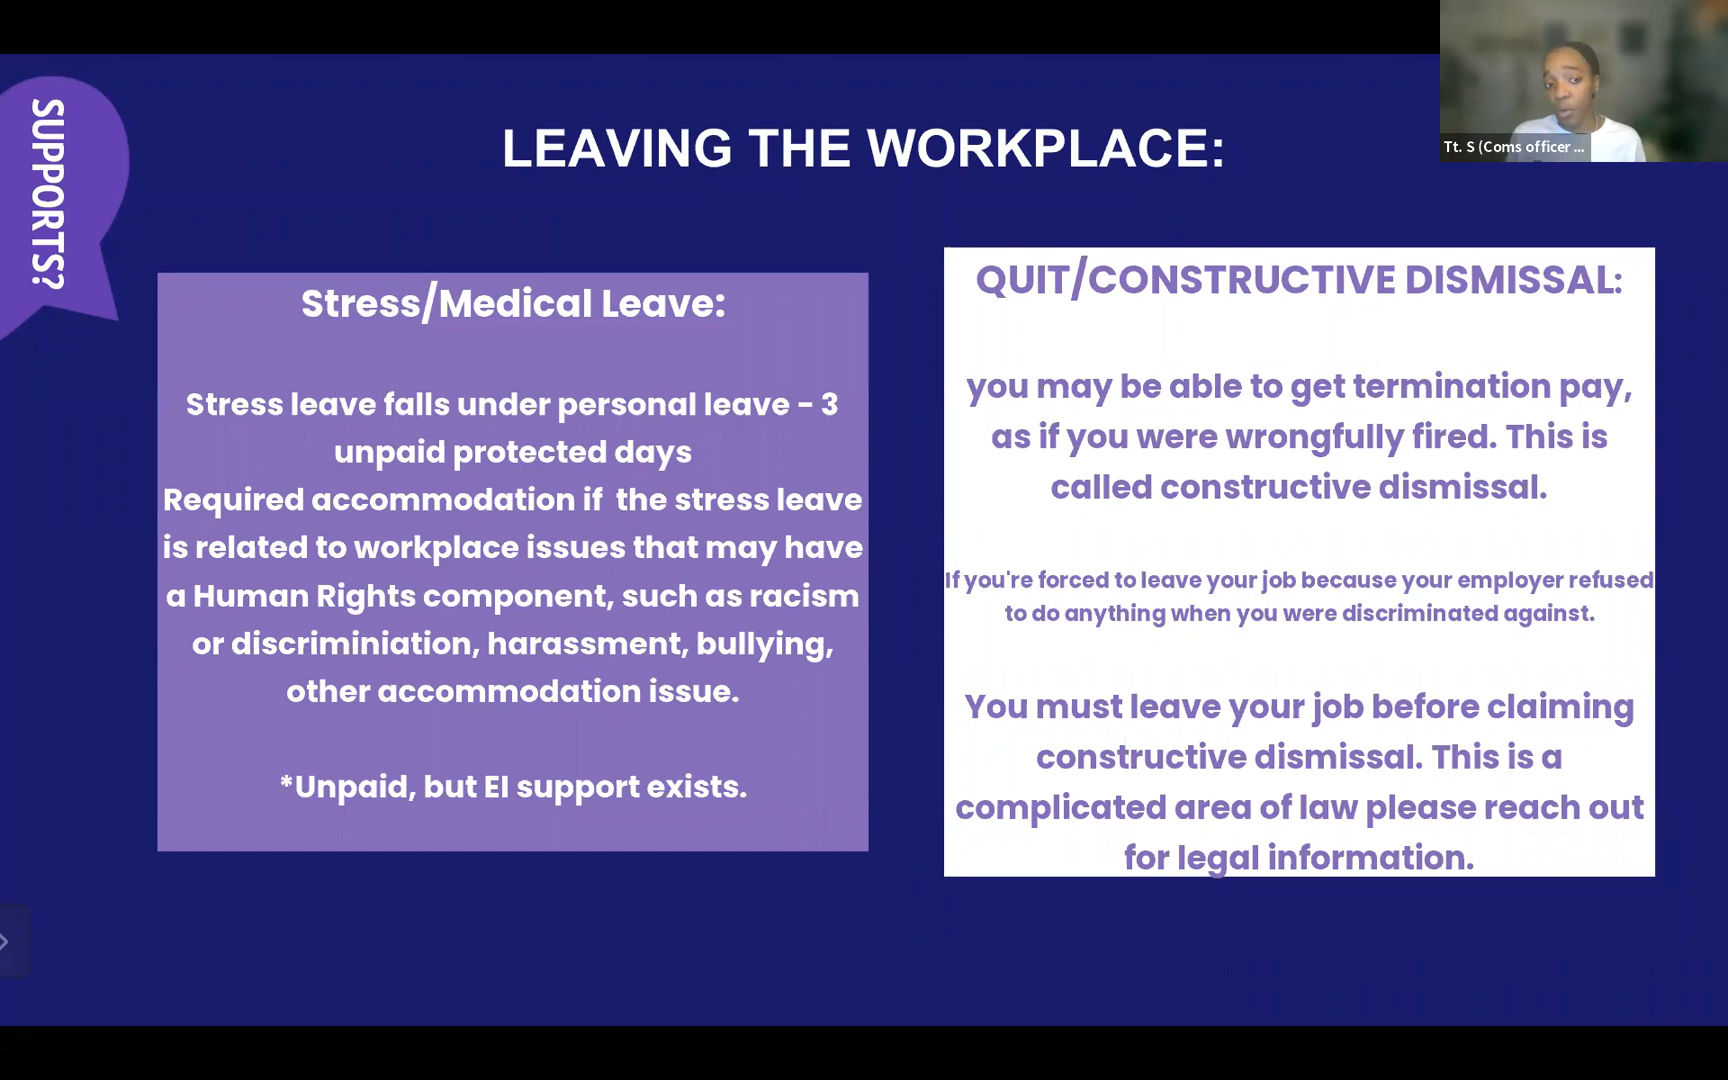 SUPPORTS?
LEAVING THE WORKPLACE:
Tt. S (Coms officer ...
Stress/Medical Leave:
Stress leave falls under personal leave - 3
unpaid protected days
Required accommodation if the stress leave
is related to workplace issues that may have
a Human Rights component, such as racism
or discriminiation, harassment, bullying,
other accommodation issue.
*Unpaid, but EI support exists.
QUIT/CONSTRUCTIVE DISMISSAL:
you may be able to get termination pay,
as if you were wrongfully fired. This is
called constructive dismissal.
If you're forced to leave your job because your employer refused
to do anything when you were discriminated against.
You must leave your job before claiming
constructive dismissal. This is a
complicated area of law please reach out
for legal information.